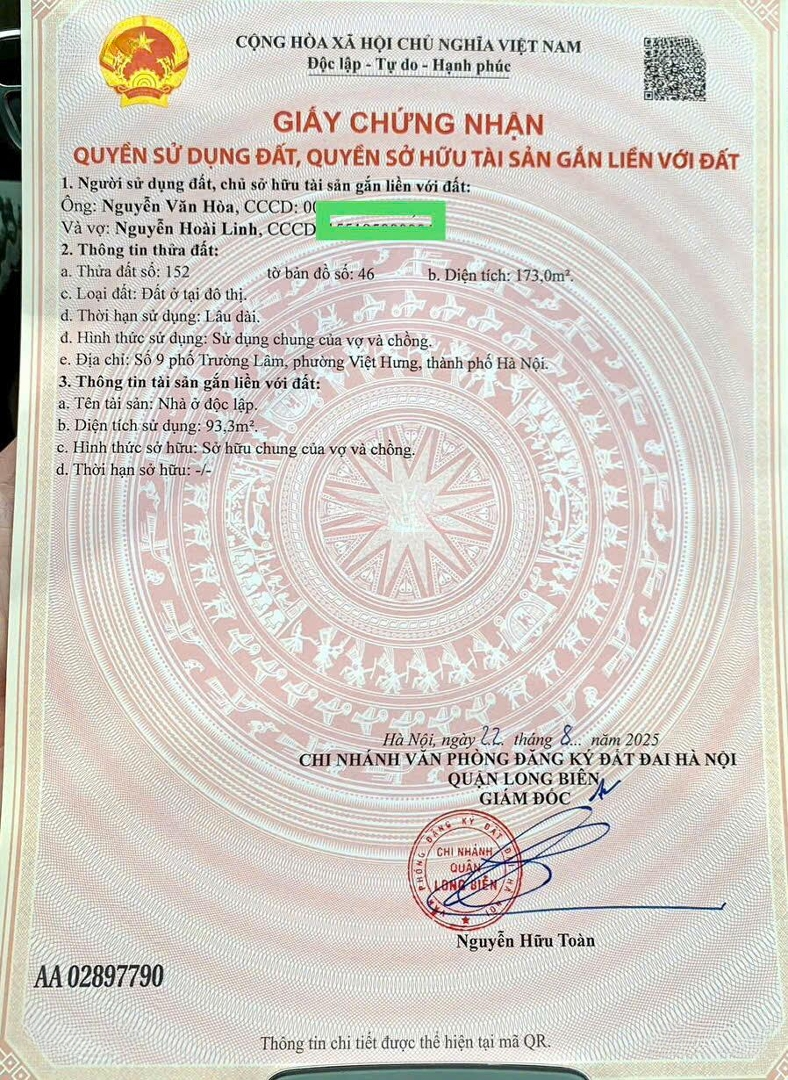 CỘNG HÒA XÃ HỘI CHỦ NGHĨA VIỆT NAM
Độc lập - Tự do - Hạnh phúc
GIẤY CHỨNG NHẬN
QUYỀN SỬ DỤNG ĐẤT, QUYỀN SỞ HỮU TÀI SẢN GẮN LIỀN VỚI ĐẤT
1. Người sử dụng đất, chủ sở hữu tài sản gắn liền với đất:
Ông: Nguyễn Văn Hòa, CCCD: 00
Và vợ: Nguyễn Hoài Linh, CCCD
2. Thông tin thửa đất:
a. Thửa đất số: 152 tờ bản đồ số: 46 b. Diện tích: 173,0m².
c. Loại đất: Đất ở tại đô thị.
d. Thời hạn sử dụng: Lâu dài.
đ. Hình thức sử dụng: Sử dụng chung của vợ và chồng.
e. Địa chỉ: Số 9 phố Trường Lâm, phường Việt Hưng, thành phố Hà Nội.
3. Thông tin tài sản gắn liền với đất:
a. Tên tài sản: Nhà ở độc lập.
b. Diện tích sử dụng: 93,3m².
c. Hình thức sở hữu: Sở hữu chung của vợ và chồng.
d. Thời hạn sở hữu: -/-
Hà Nội, ngày 22. tháng 8... năm 2025
CHI NHÁNH VĂN PHÒNG ĐĂNG KÝ ĐẤT ĐAI HÀ NỘI
QUẬN LONG BIÊN
GIÁM ĐỐC
VĂN PHÒNG ĐĂNG KÝ ĐẤT ĐAI HÀ NỘI
CHI NHÁNH
QUẬN
LONG BIÊN
Nguyễn Hữu Toàn
AA 02897790
Thông tin chi tiết được thể hiện tại mã QR.